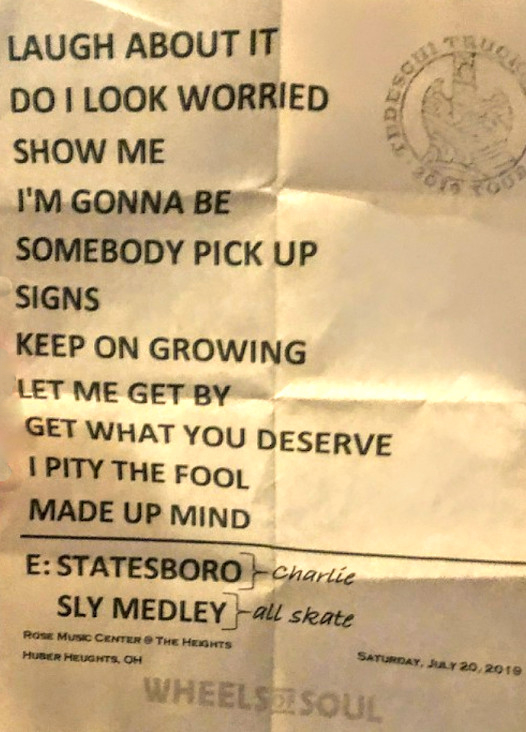 LAUGH ABOUT IT
DO I LOOK WORRIED
SHOW ME
I'M GONNA BE
SOMEBODY PICK UP
SIGNS
KEEP ON GROWING
LET ME GET BY
GET WHAT YOU DESERVE
I PITY THE FOOL
MADE UP MIND
E: STATESBORO }- Charlie
SLY MEDLEY }- all skate
ROSE MUSIC CENTER @ THE HEIGHTS
HUBER HEUGHTS, OH
SATURDAY, JULY 20, 2019
WHEELS OF SOUL
TEDESCHI TRUCK
2019 TOUR